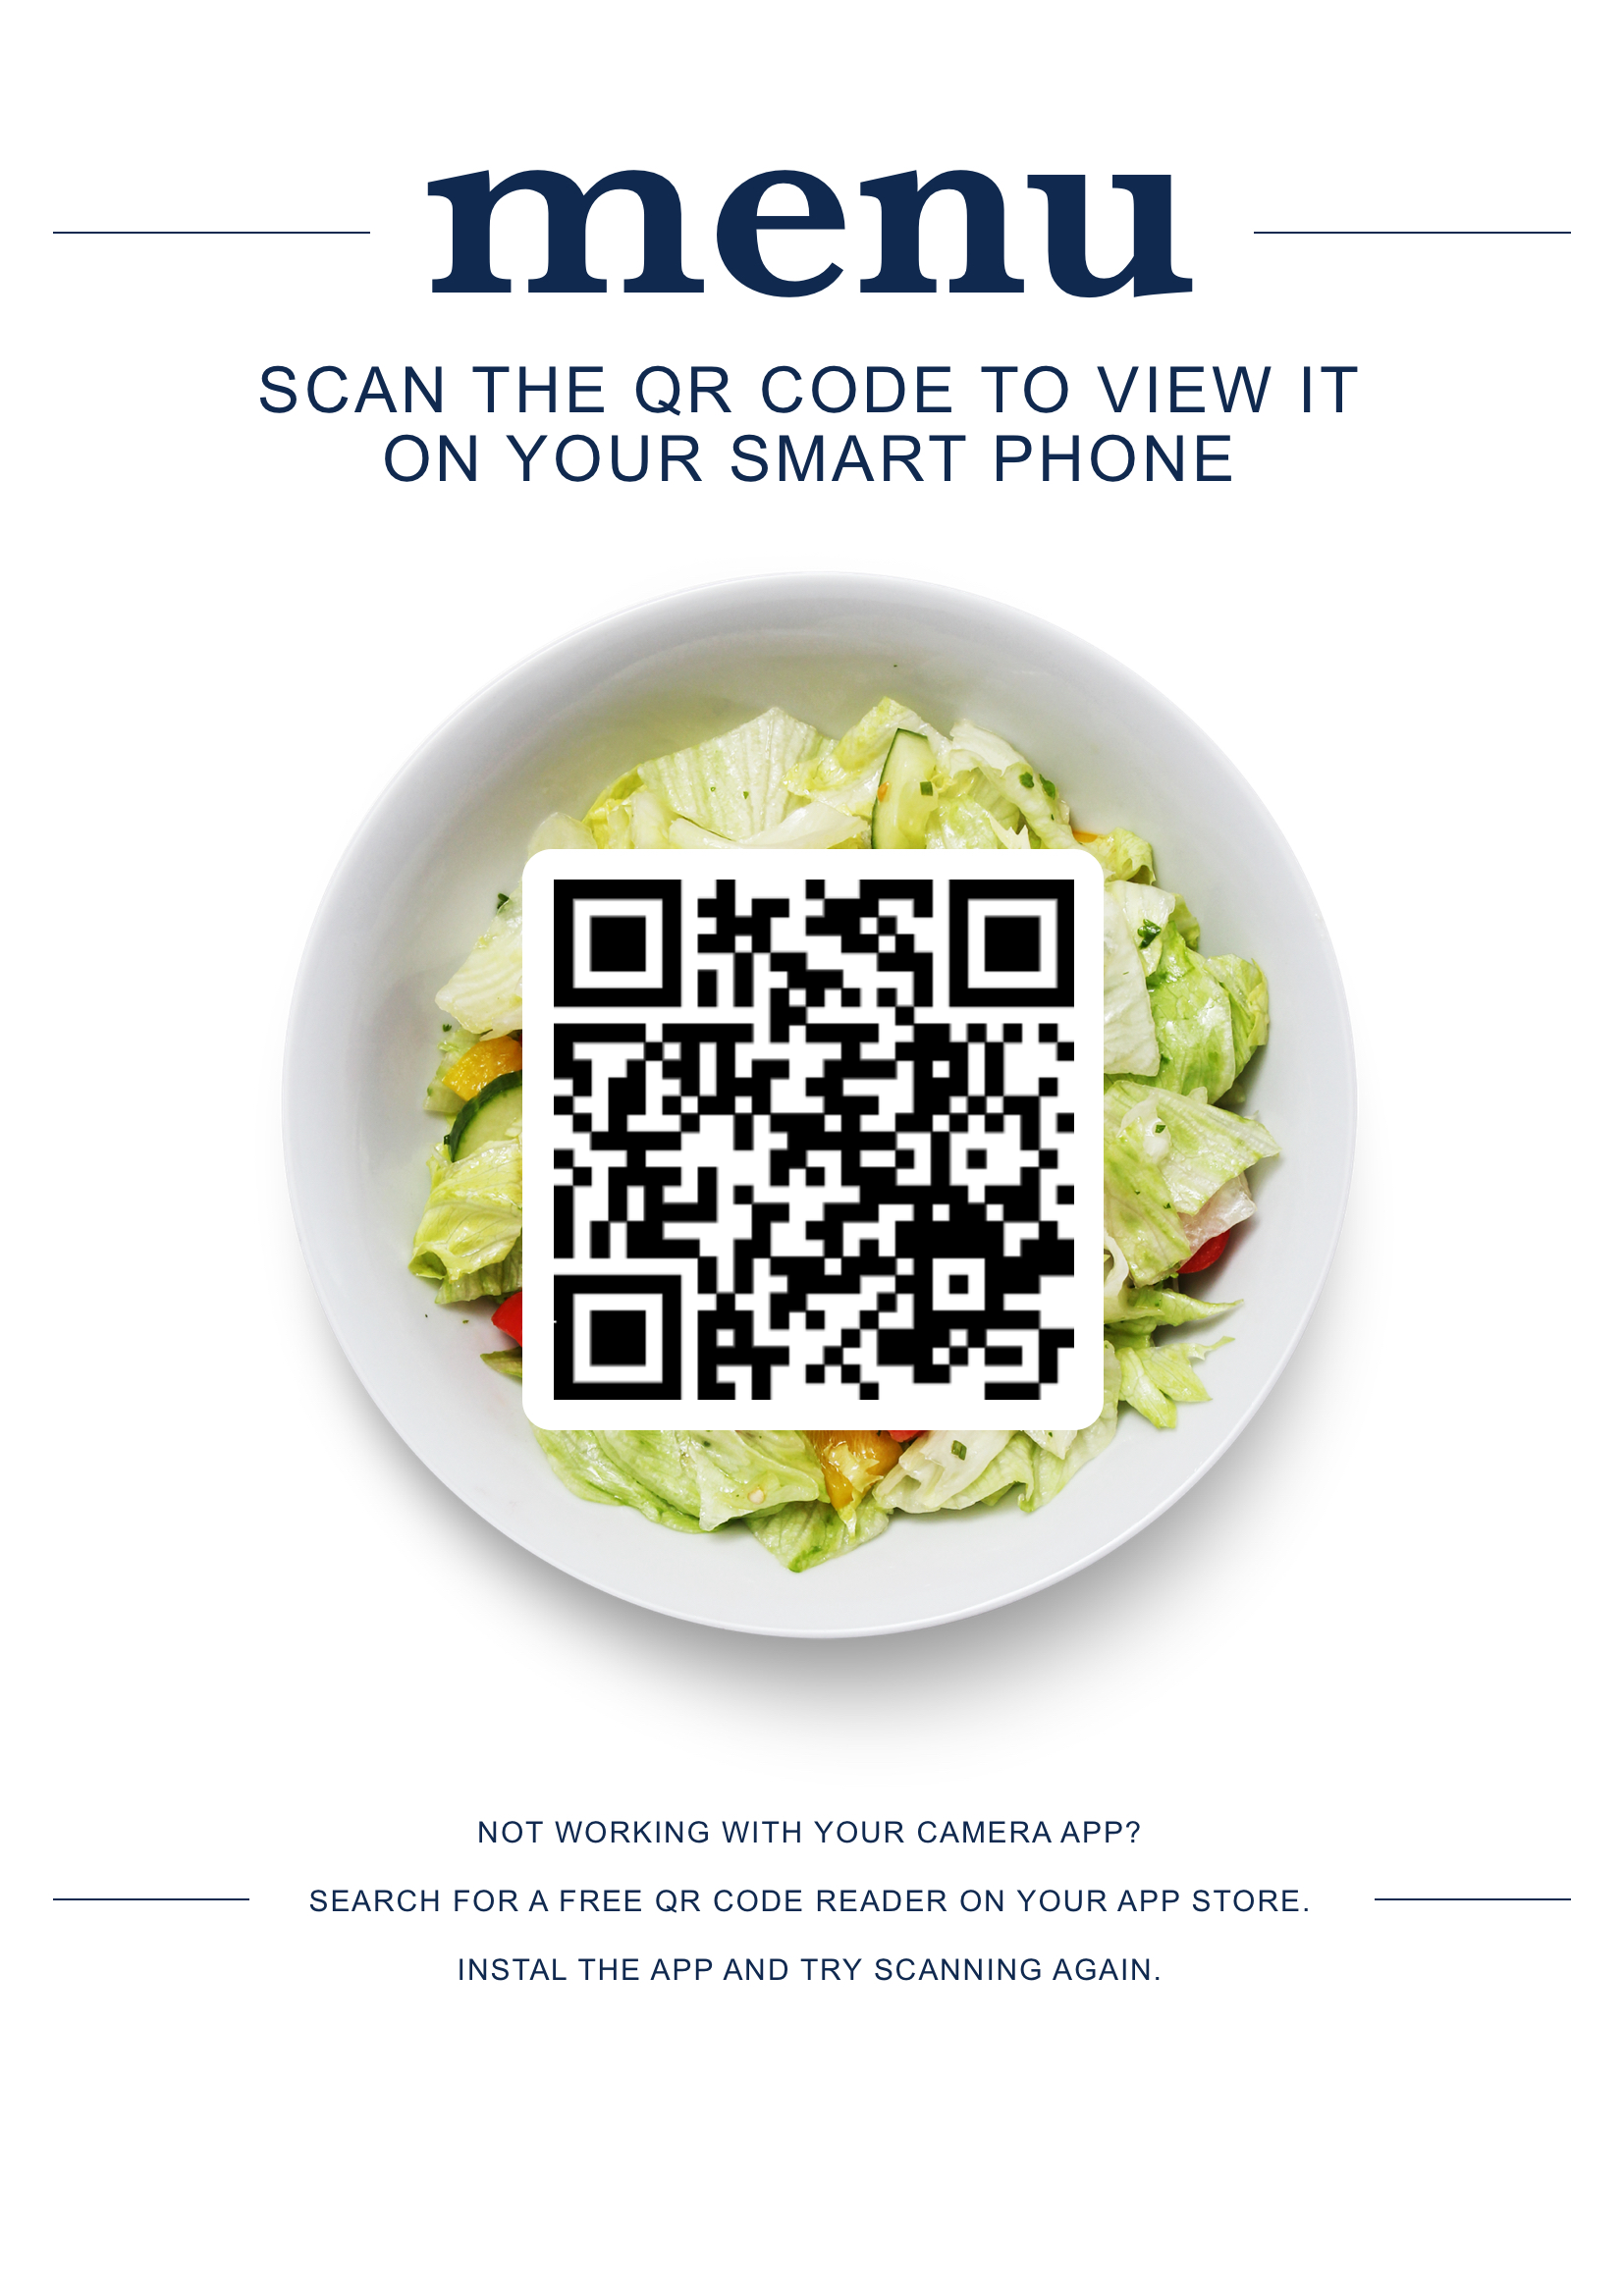 menu
SCAN THE QR CODE TO VIEW IT
ON YOUR SMART PHONE
NOT WORKING WITH YOUR CAMERA APP?
SEARCH FOR A FREE QR CODE READER ON YOUR APP STORE.
INSTAL THE APP AND TRY SCANNING AGAIN.